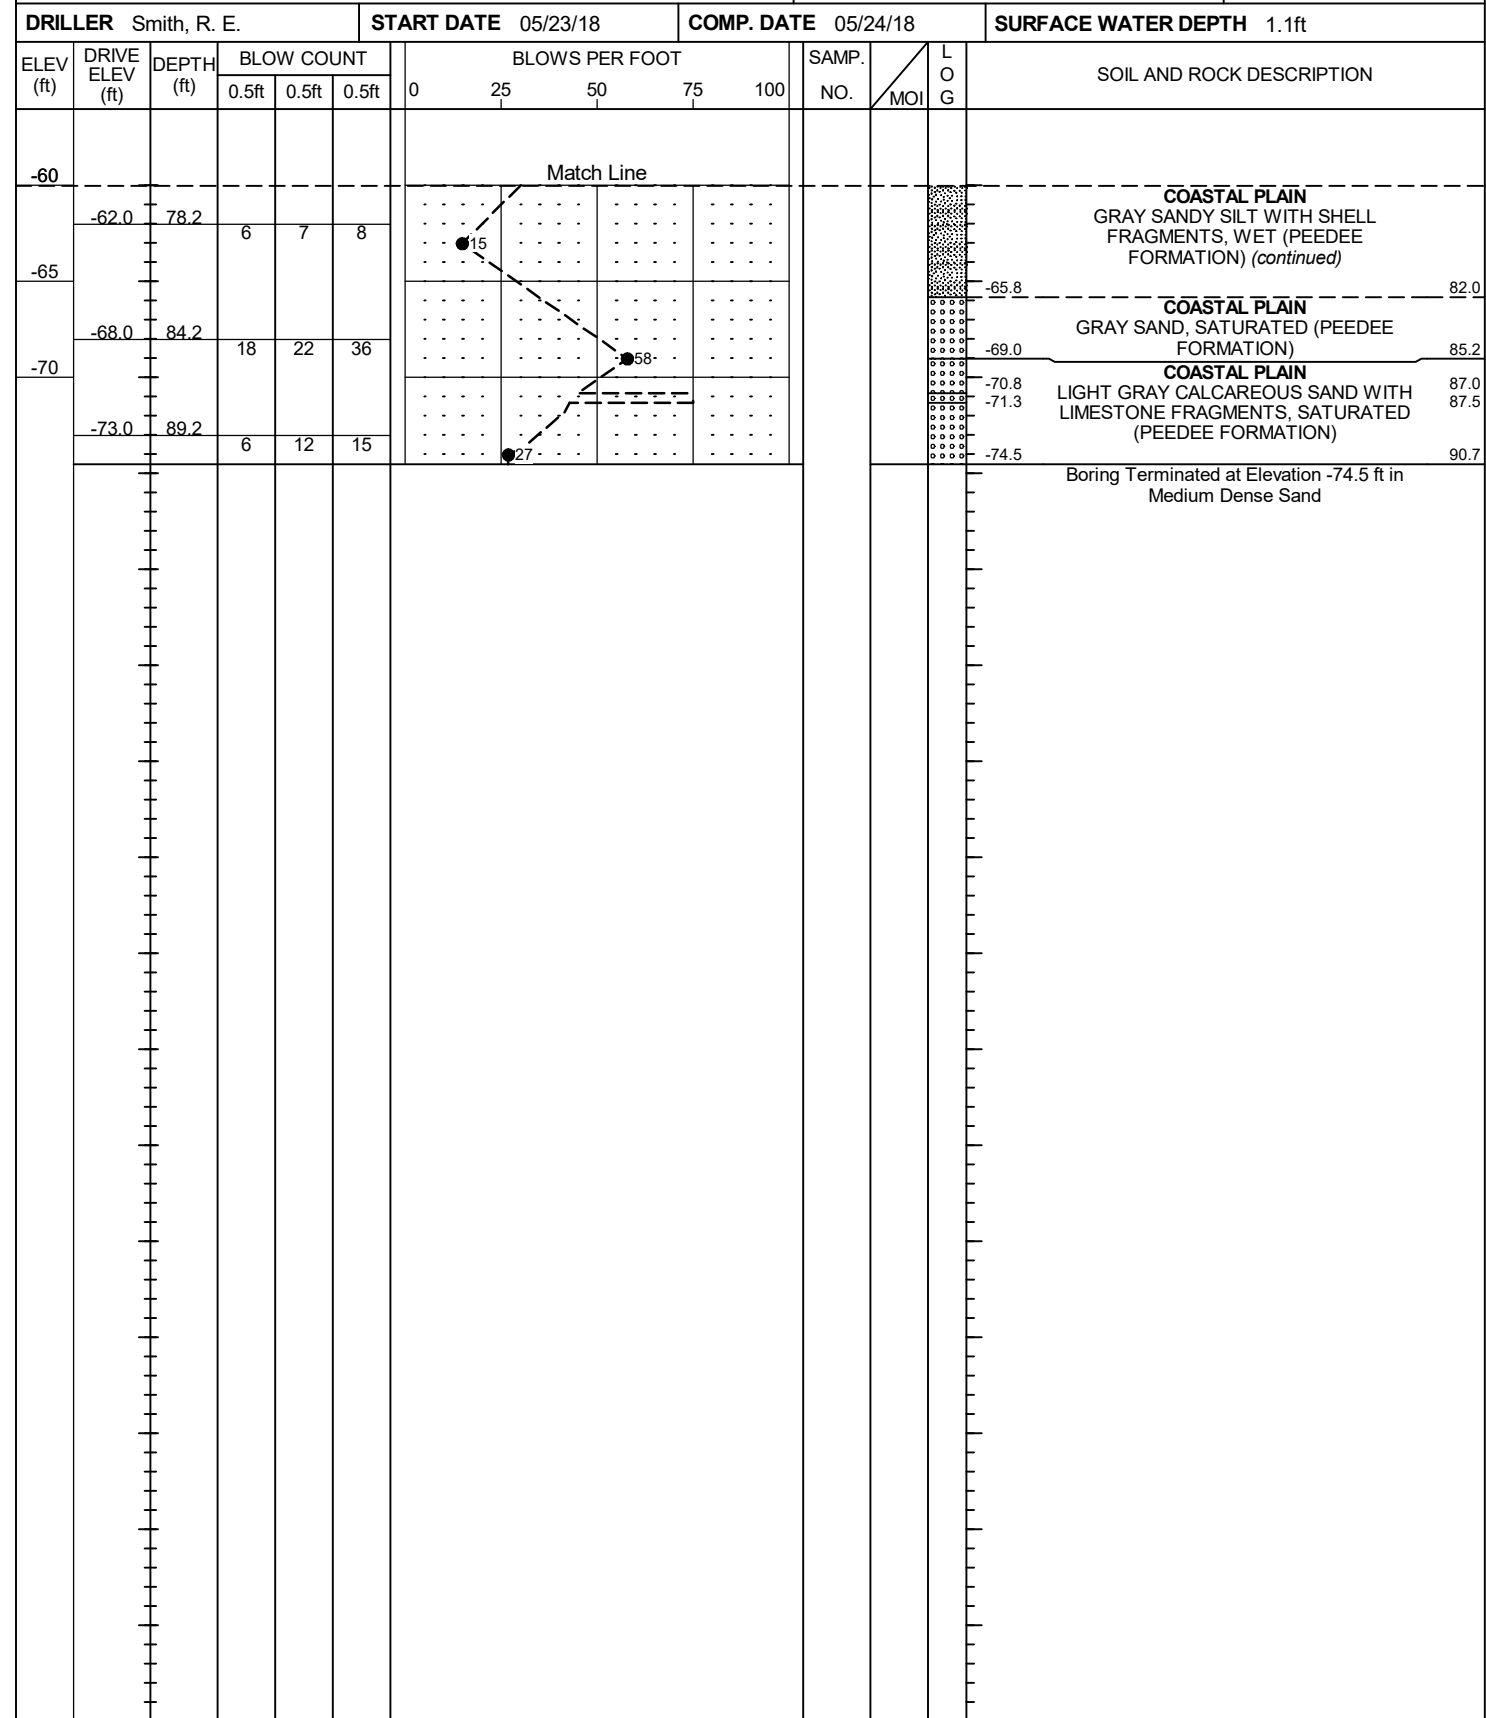 DRILLER Smith, R. E. START DATE 05/23/18 COMP. DATE 05/24/18 SURFACE WATER DEPTH 1.1ft
ELEV (ft) DRIVE ELEV (ft) DEPTH (ft) BLOW COUNT BLOWS PER FOOT SAMP. NO. MOI LOG SOIL AND ROCK DESCRIPTION
0.5ft 0.5ft 0.5ft 0 25 50 75 100
Match Line
-60
COASTAL PLAIN
-62.0 78.2 GRAY SANDY SILT WITH SHELL
6 7 8 15 FRAGMENTS, WET (PEEDEE
FORMATION) (continued)
-65
-65.8 82.0
COASTAL PLAIN
-68.0 84.2 GRAY SAND, SATURATED (PEEDEE
18 22 36 58 -69.0 FORMATION) 85.2
-70 COASTAL PLAIN
-70.8 LIGHT GRAY CALCAREOUS SAND WITH 87.0
-71.3 LIMESTONE FRAGMENTS, SATURATED 87.5
-73.0 89.2 (PEEDEE FORMATION)
6 12 15 27 -74.5 90.7
Boring Terminated at Elevation -74.5 ft in
Medium Dense Sand